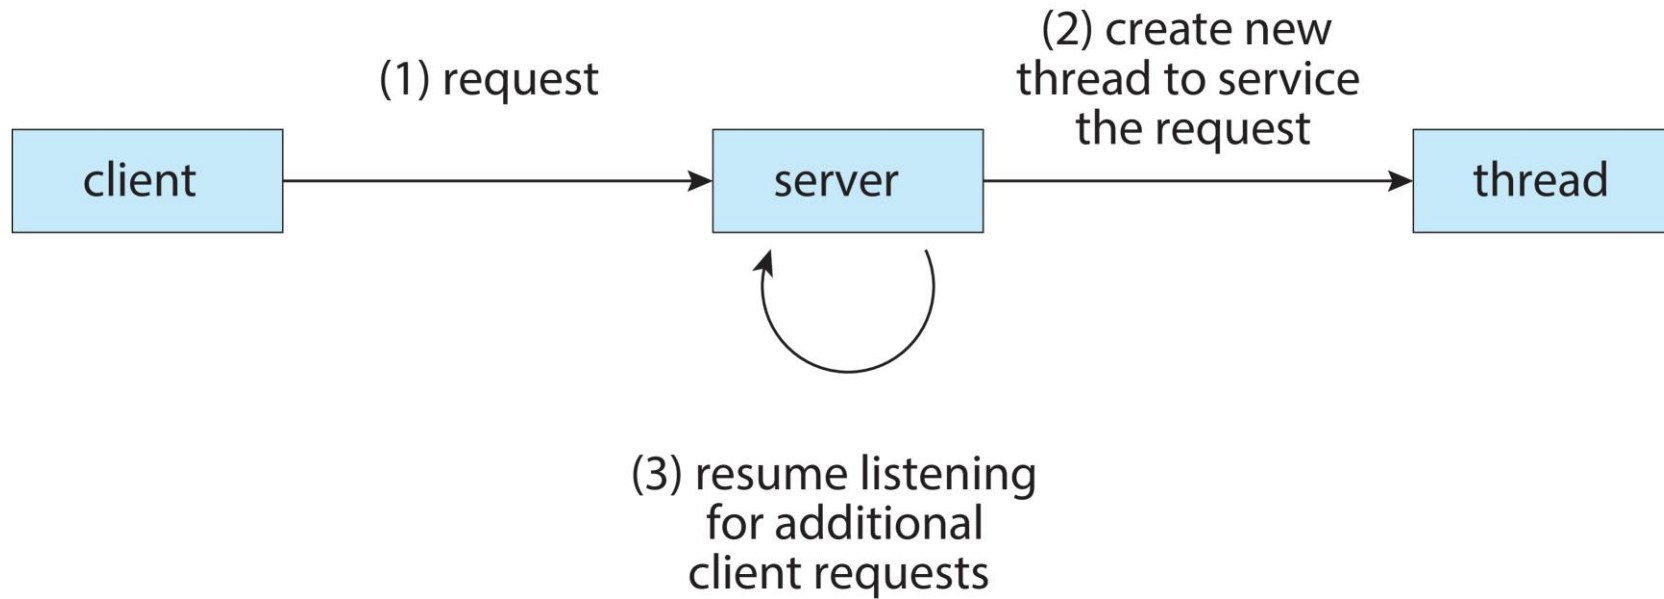 (1) request
(2) create new
thread to service
the request
client
server
thread
(3) resume listening
for additional
client requests